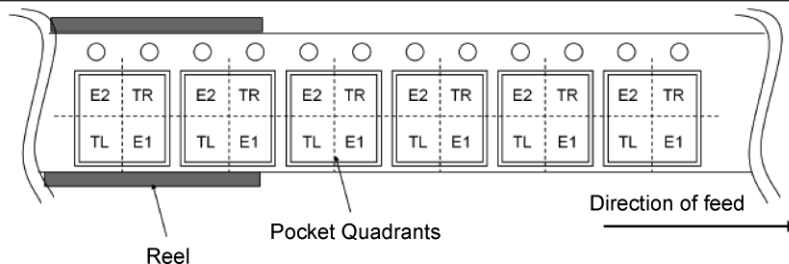 E2 TR E2 TR E2 TR E2 TR E2 TR E2 TR
TL E1 TL E1 TL E1 TL E1 TL E1 TL E1
Direction of feed
Pocket Quadrants
Reel